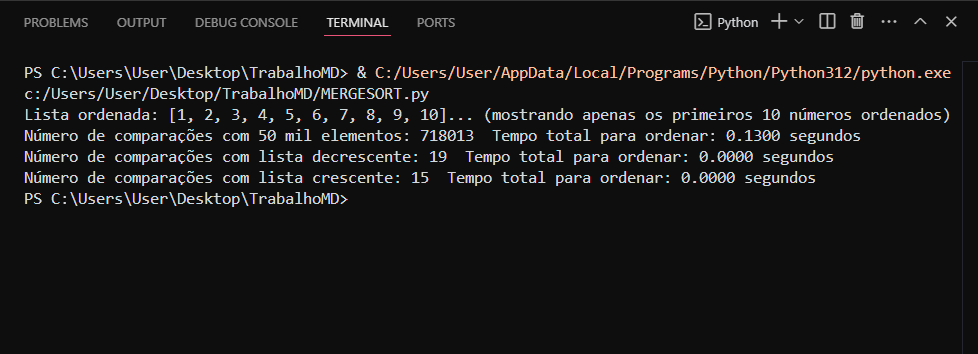 PROBLEMS OUTPUT DEBUG CONSOLE TERMINAL PORTS Python
PS C:\Users\User\Desktop\TrabalhoMD> & C:/Users/User/AppData/Local/Programs/Python/Python312/python.exe
c:/Users/User/Desktop/TrabalhoMD/MERGESORT.py
Lista ordenada: [1, 2, 3, 4, 5, 6, 7, 8, 9, 10]... (mostrando apenas os primeiros 10 números ordenados)
Número de comparações com 50 mil elementos: 718013  Tempo total para ordenar: 0.1300 segundos
Número de comparações com lista decrescente: 19  Tempo total para ordenar: 0.0000 segundos
Número de comparações com lista crescente: 15  Tempo total para ordenar: 0.0000 segundos
PS C:\Users\User\Desktop\TrabalhoMD>